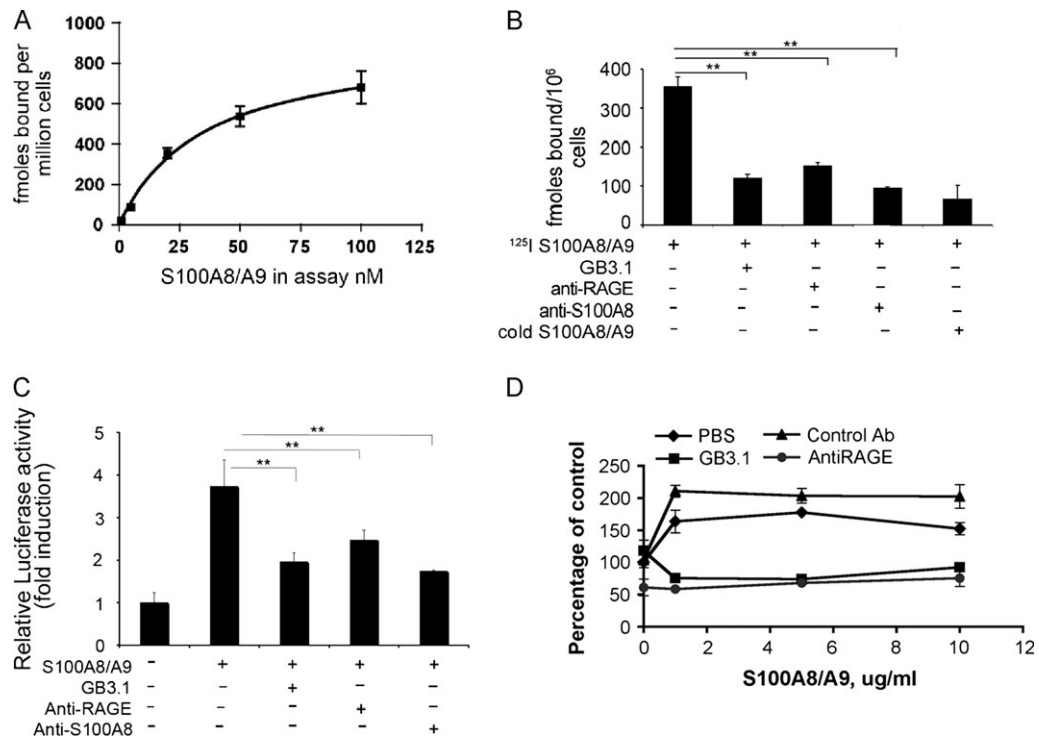 A
fmoles bound per
million cells
1000
800
600
400
200
0
0 25 50 75 100 125
S100A8/A9 in assay nM
B
fmoles bound/10⁶
cells
** 
**
**
400
300
200
100
0
¹²⁵I S100A8/A9 + + + + +
GB3.1 - + - - -
anti-RAGE - - + - -
anti-S100A8 - - - + -
cold S100A8/A9 - - - - +
C
Relative Luciferase activity
(fold induction)
**
**
**
5
4
3
2
1
0
S100A8/A9 - + + + +
GB3.1 - - + - -
Anti-RAGE - - - + -
Anti-S100A8 - - - - +
D
PBS Control Ab
GB3.1 AntiRAGE
Percentage of control
250
200
150
100
50
0
0 2 4 6 8 10 12
S100A8/A9, ug/ml